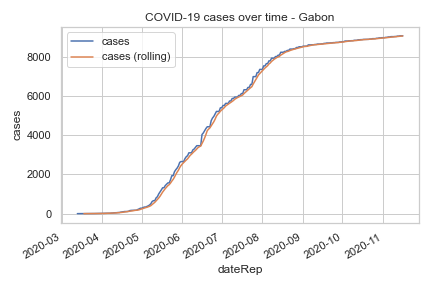 COVID-19 cases over time - Gabon
cases
cases (rolling)
8000
6000
4000
2000
0
cases
2020-03
2020-04
2020-05
2020-06
2020-07
2020-08
2020-09
2020-10
2020-11
dateRep